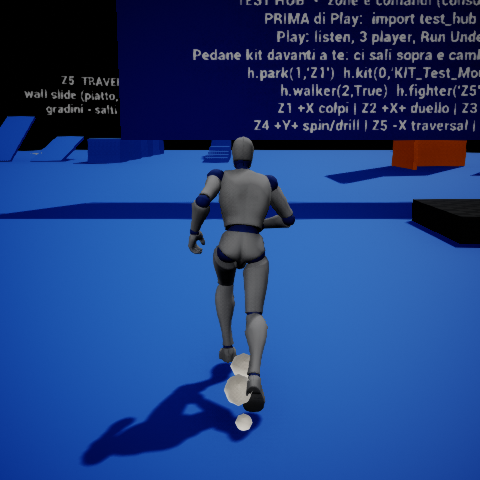 TEST HUB - zone e comandi (conso
PRIMA di Play: import test_hub
Play: listen, 3 player, Run Unde
Pedane kit davanti a te: ci sali sopra e camb
h.park(1,'Z1') h.kit(0,'KIT_Test_Mo
h.walker(2,True) h.fighter('Z5'
Z1 +X colpi | Z2 +X+ duello | Z3
Z4 +Y+ spin/drill | Z5 -X traversal |
Z5 TRAVE
wall slide (piatto,
gradini - salti